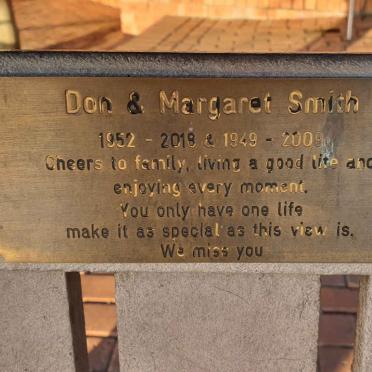 Don & Margaret Smith
1952 - 2018 & 1949 - 2009
Cheers to family, living a good life and
enjoying every moment.
You only have one life
make it as special as this view is.
We miss you